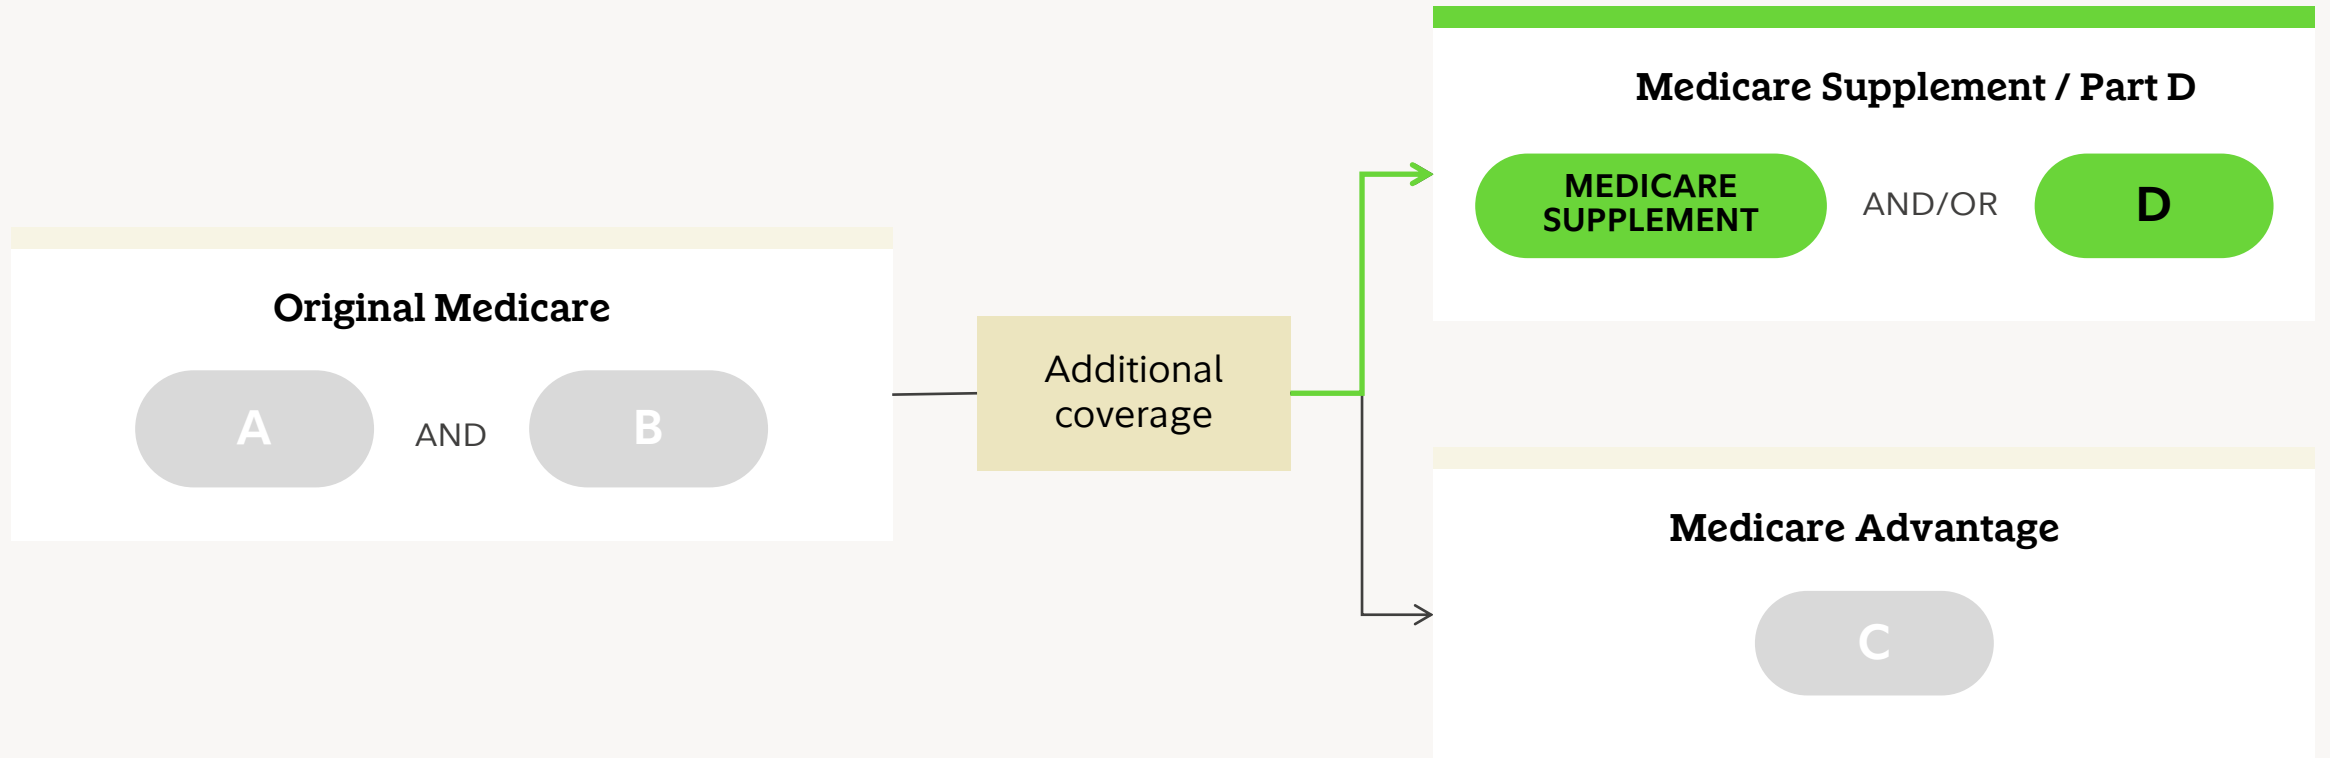 Original Medicare
A
AND
B
Additional
coverage
Medicare Supplement / Part D
MEDICARE
SUPPLEMENT
AND/OR
D
Medicare Advantage
C